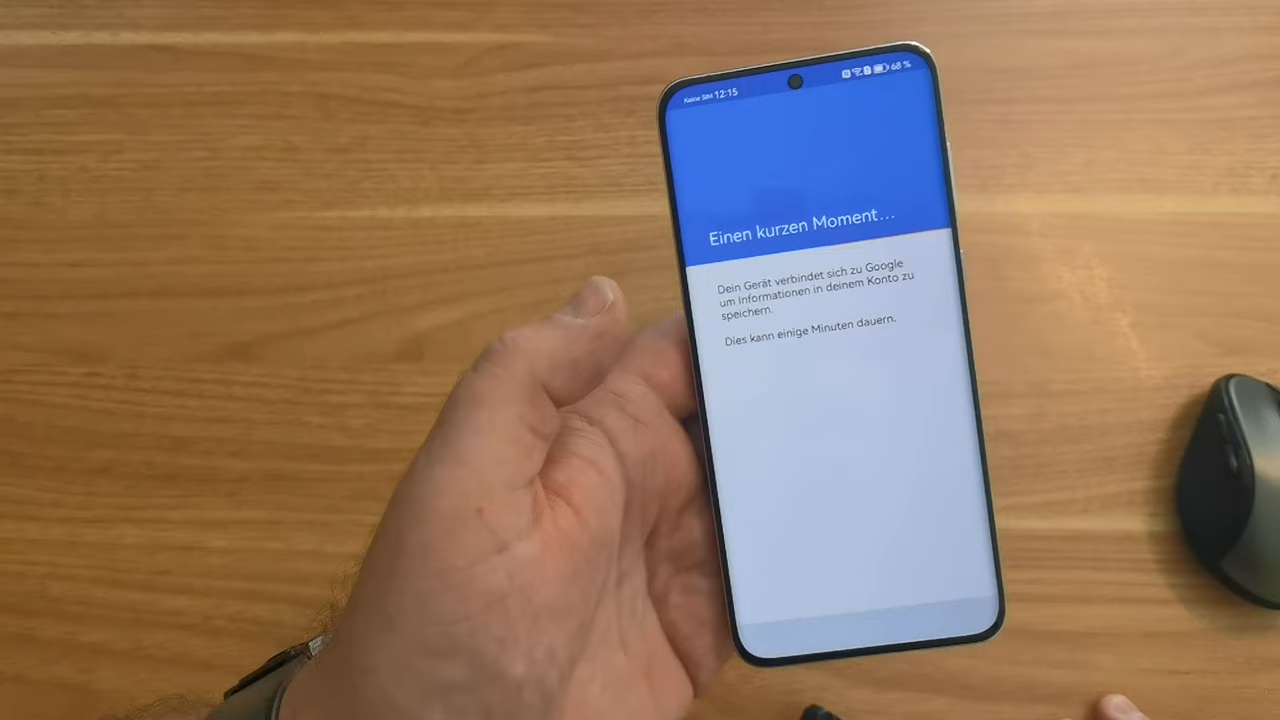 Keine SIM 12:15 68 %
Einen kurzen Moment...
Dein Gerät verbindet sich zu Google
um Informationen in deinem Konto zu
speichern.
Dies kann einige Minuten dauern.